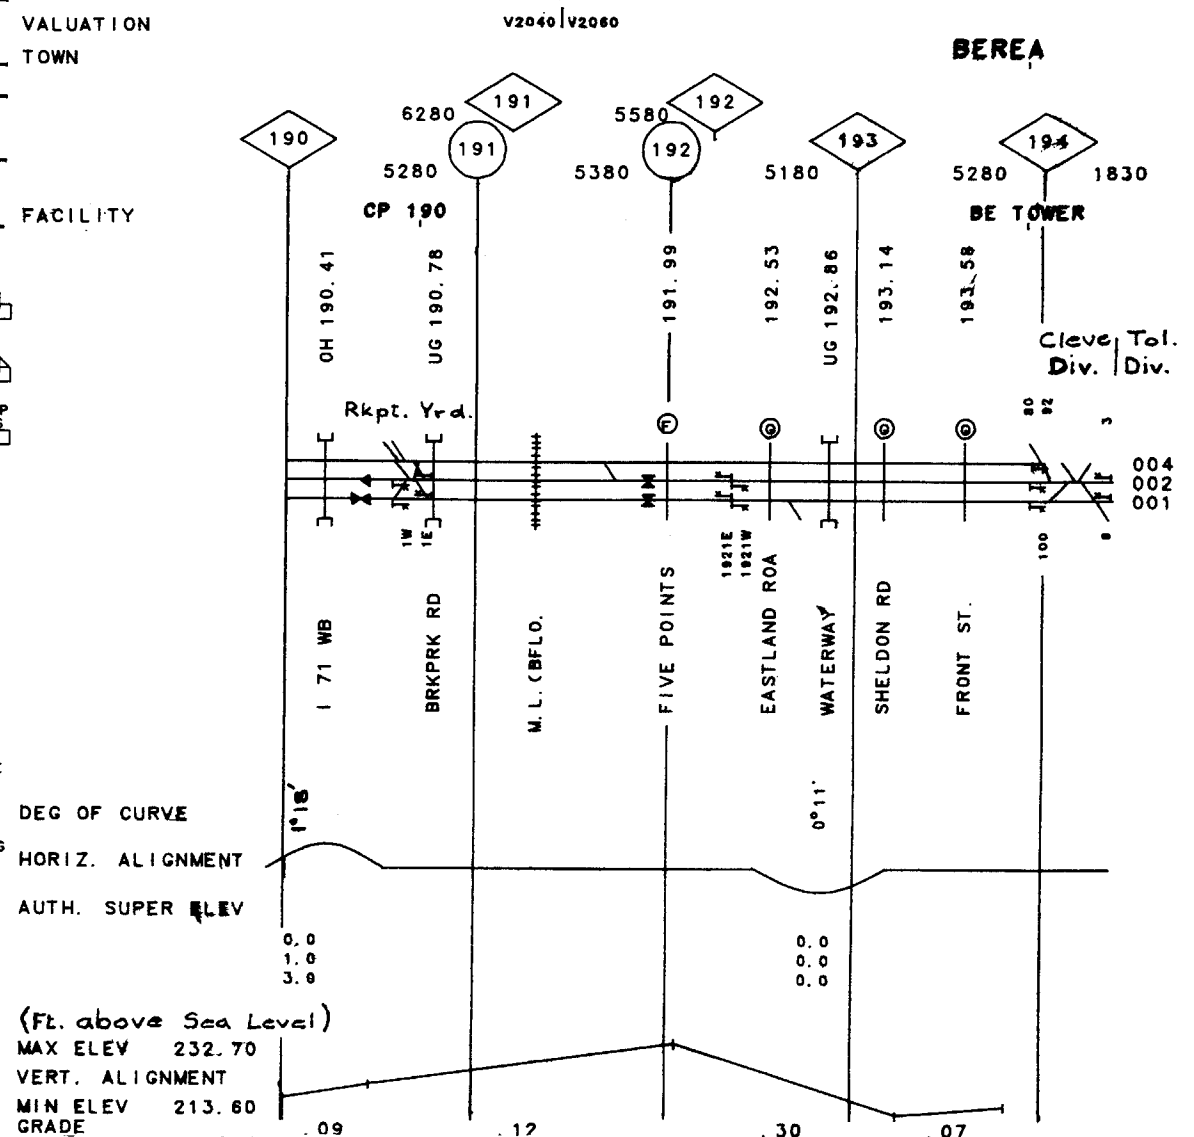 VALUATION
V2040 V2060
TOWN
BEREA
190
6280
191
5580
192
193
194
5280
191
5380
192
5180
5280
1830
FACILITY
CP 190
BE TOWER
OH 190.41
UG 190.78
191.99
192.53
UG 192.86
193.14
193.58
Cleve Tol.
Div. Div.
80
92
3
Rkpt. Yrd.
F
G
G
G
004
002
001
1W
1E
1921E
1921W
100
8
I 71 WB
BRKPRK RD
M.L. (BFLO.
FIVE POINTS
EASTLAND ROA
WATERWAY
SHELDON RD
FRONT ST.
1°18'
0°11'
DEG OF CURVE
HORIZ. ALIGNMENT
AUTH. SUPER ELEV
0.0
1.0
3.0
0.0
0.0
0.0
(Ft. above Sea Level)
MAX ELEV 232.70
VERT. ALIGNMENT
MIN ELEV 213.60
GRADE .09 .12 .30 .07